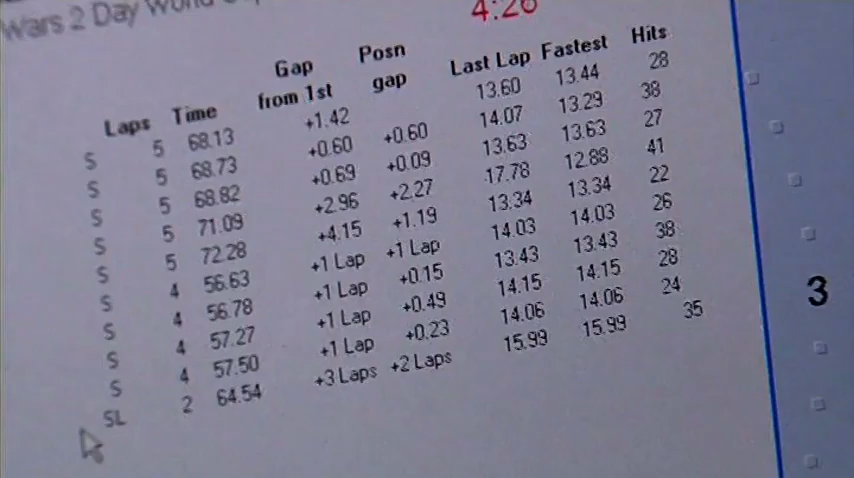 Wars 2 Day World
4:26
Laps Time Gap from 1st Posn gap Last Lap Fastest Hits
S 5 68.13 +1.42 13.60 13.44 28
S 5 68.73 +0.60 +0.60 14.07 13.29 38
S 5 68.82 +0.69 +0.09 13.63 13.63 27
S 5 71.09 +2.96 +2.27 17.78 12.88 41
S 5 72.28 +4.15 +1.19 13.34 13.34 22
S 4 56.63 +1 Lap +1 Lap 14.03 14.03 26
S 4 56.78 +1 Lap +0.15 13.43 13.43 38
S 4 57.27 +1 Lap +0.49 14.15 14.15 28
S 4 57.50 +1 Lap +0.23 14.06 14.06 24
SL 2 64.54 +3 Laps +2 Laps 15.99 15.99 35
3